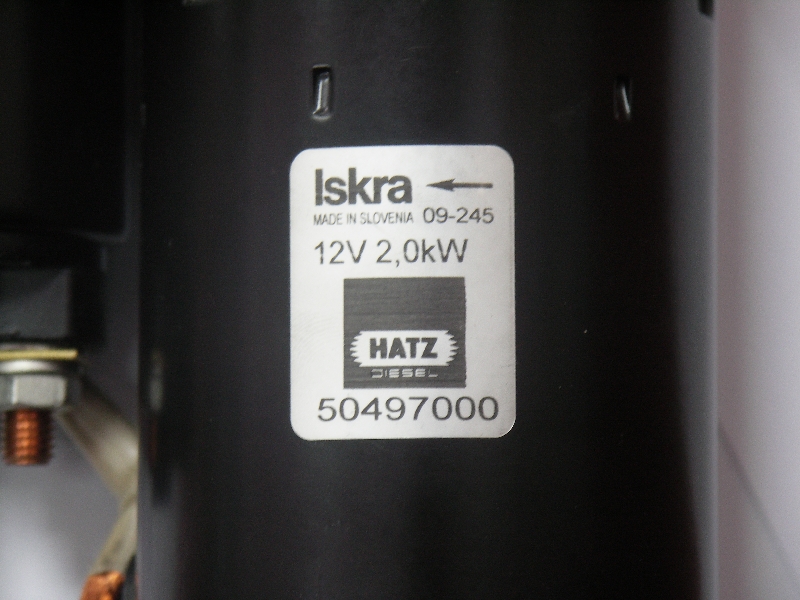 Iskra
MADE IN SLOVENIA 09-245
12V 2,0kW
HATZ
DIESEL
50497000